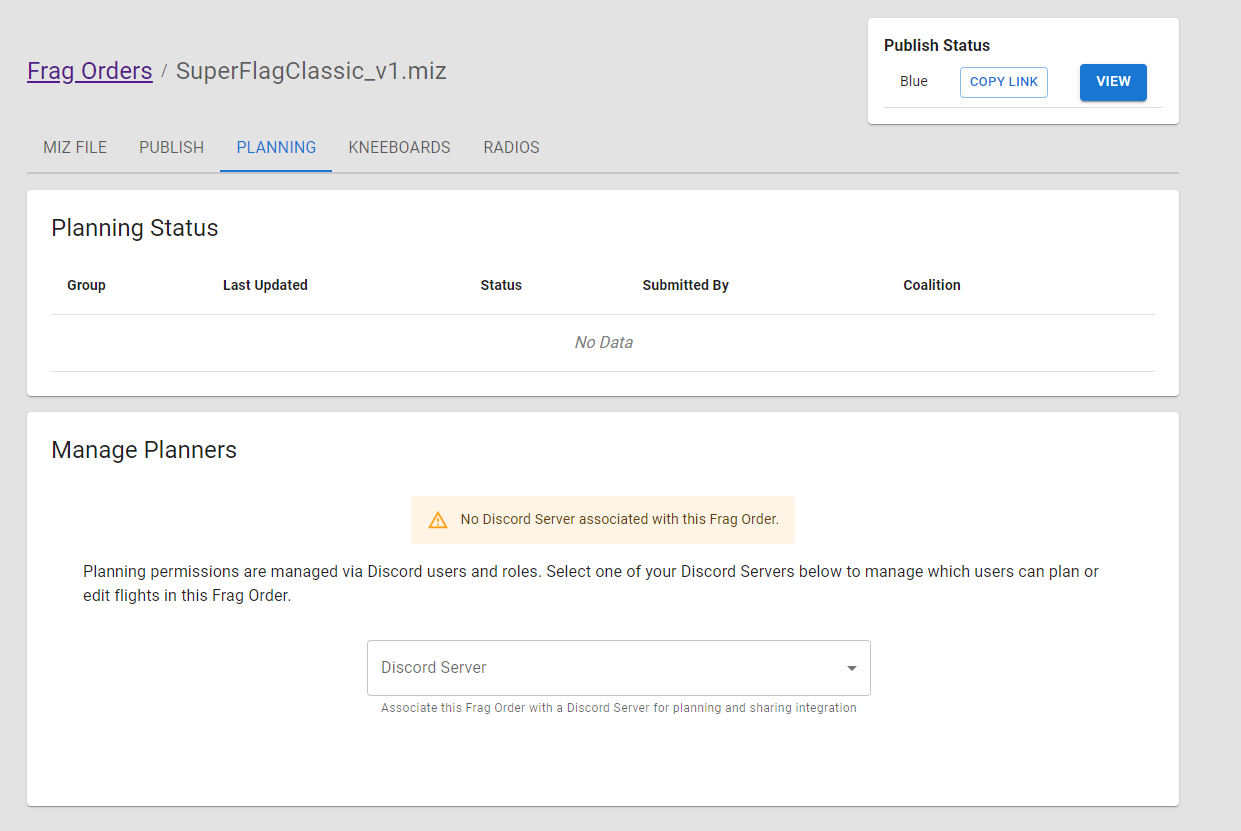 Publish Status
Blue COPY LINK VIEW
Frag Orders / SuperFlagClassic_v1.miz
MIZ FILE PUBLISH PLANNING KNEEBOARDS RADIOS
Planning Status
Group Last Updated Status Submitted By Coalition
No Data
Manage Planners
No Discord Server associated with this Frag Order.
Planning permissions are managed via Discord users and roles. Select one of your Discord Servers below to manage which users can plan or
edit flights in this Frag Order.
Discord Server
Associate this Frag Order with a Discord Server for planning and sharing integration